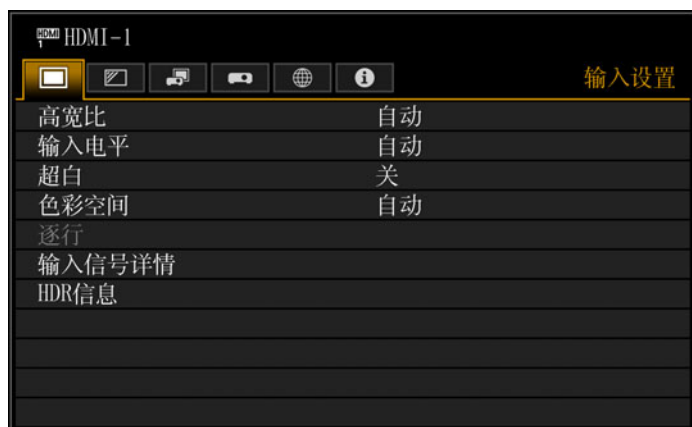 HDMI 1 HDMI-1
输入设置
高宽比 自动
输入电平 自动
超白 关
色彩空间 自动
逐行
输入信号详情
HDR信息